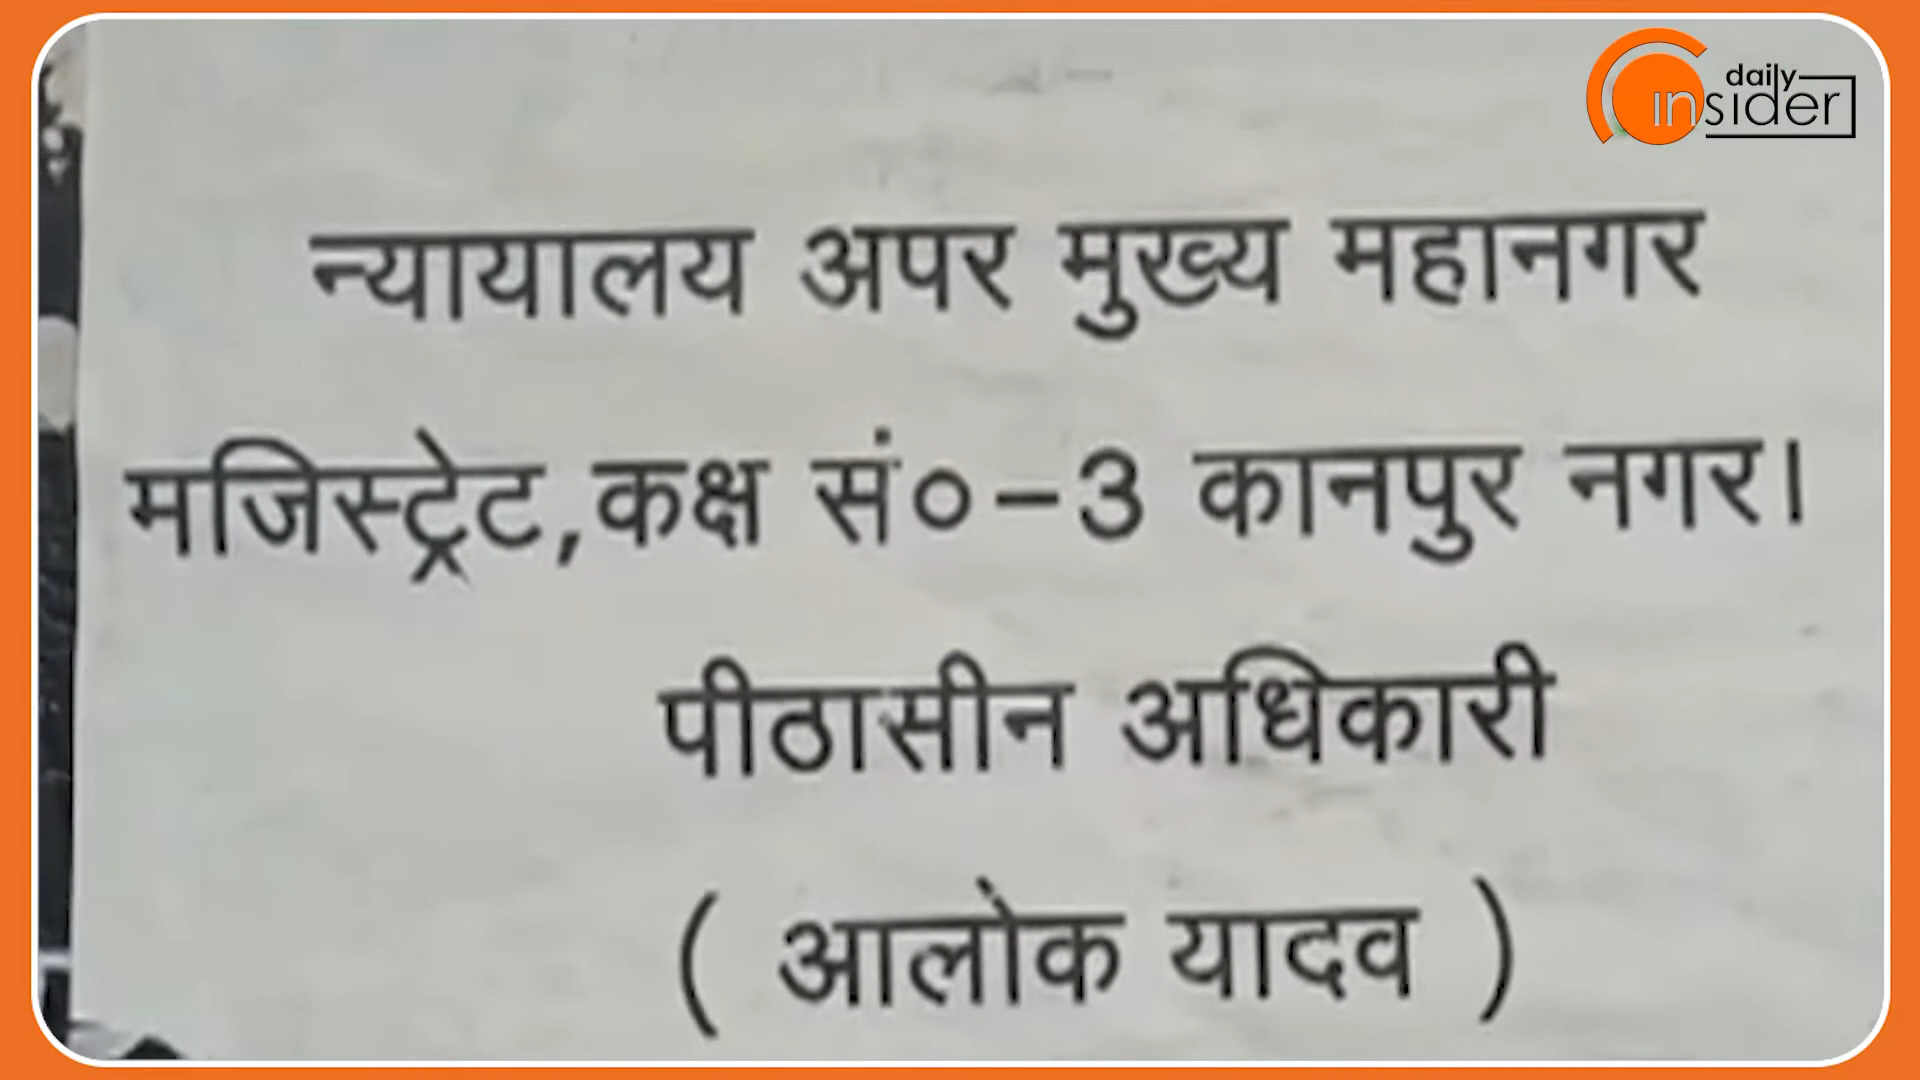 daily
insider
न्यायालय अपर मुख्य महानगर
मजिस्ट्रेट,कक्ष सं०-3 कानपुर नगर।
पीठासीन अधिकारी
( आलोक यादव )